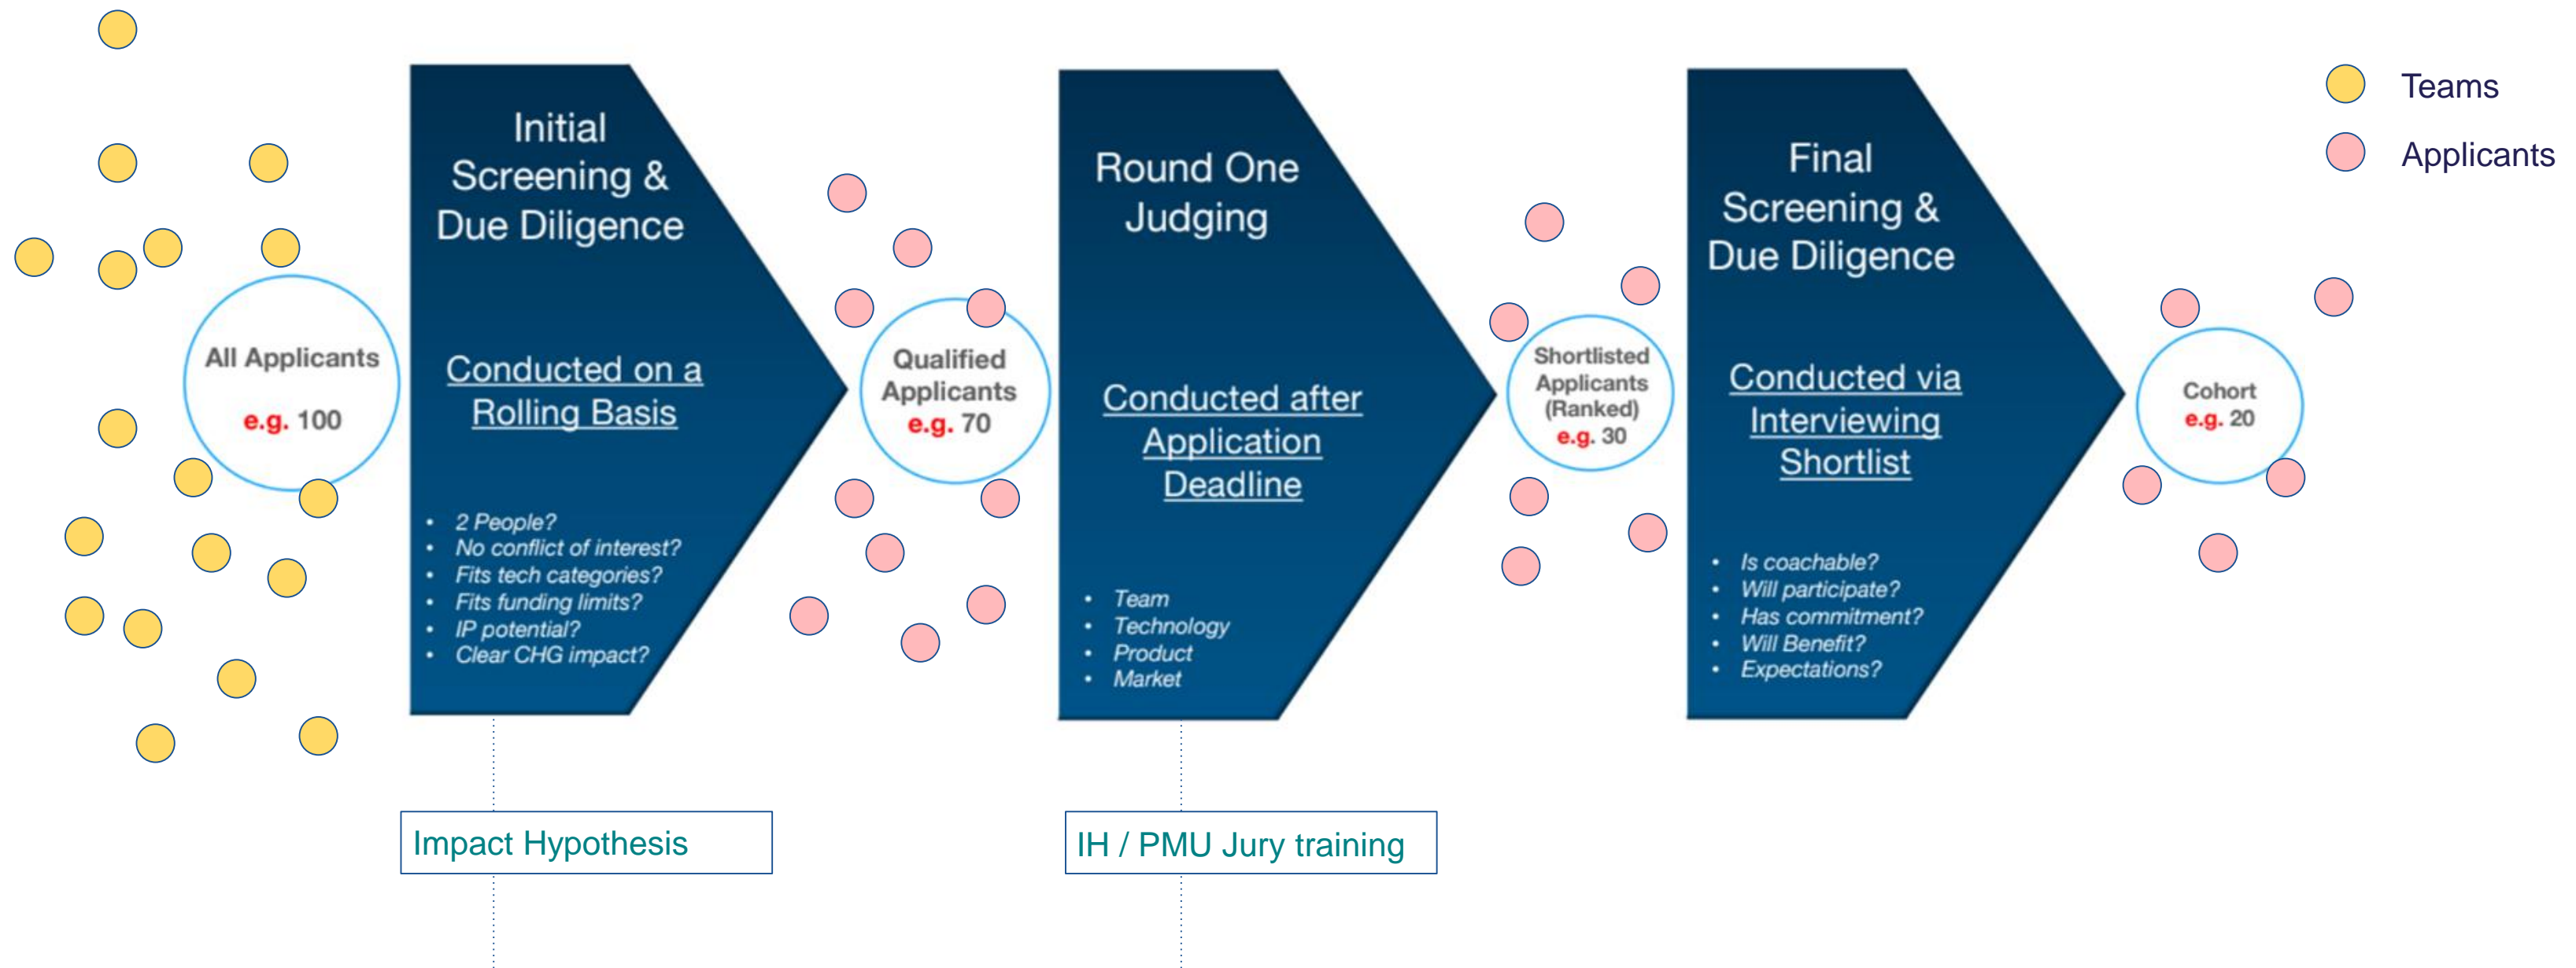 All Applicants
e.g. 100
Initial
Screening &
Due Diligence
Conducted on a
Rolling Basis
• 2 People?
• No conflict of interest?
• Fits tech categories?
• Fits funding limits?
• IP potential?
• Clear CHG impact?
Impact Hypothesis
Qualified
Applicants
e.g. 70
Round One
Judging
Conducted after
Application
Deadline
• Team
• Technology
• Product
• Market
IH / PMU Jury training
Shortlisted
Applicants
(Ranked)
e.g. 30
Final
Screening &
Due Diligence
Conducted via
Interviewing
Shortlist
• Is coachable?
• Will participate?
• Has commitment?
• Will Benefit?
• Expectations?
Cohort
e.g. 20
Teams
Applicants